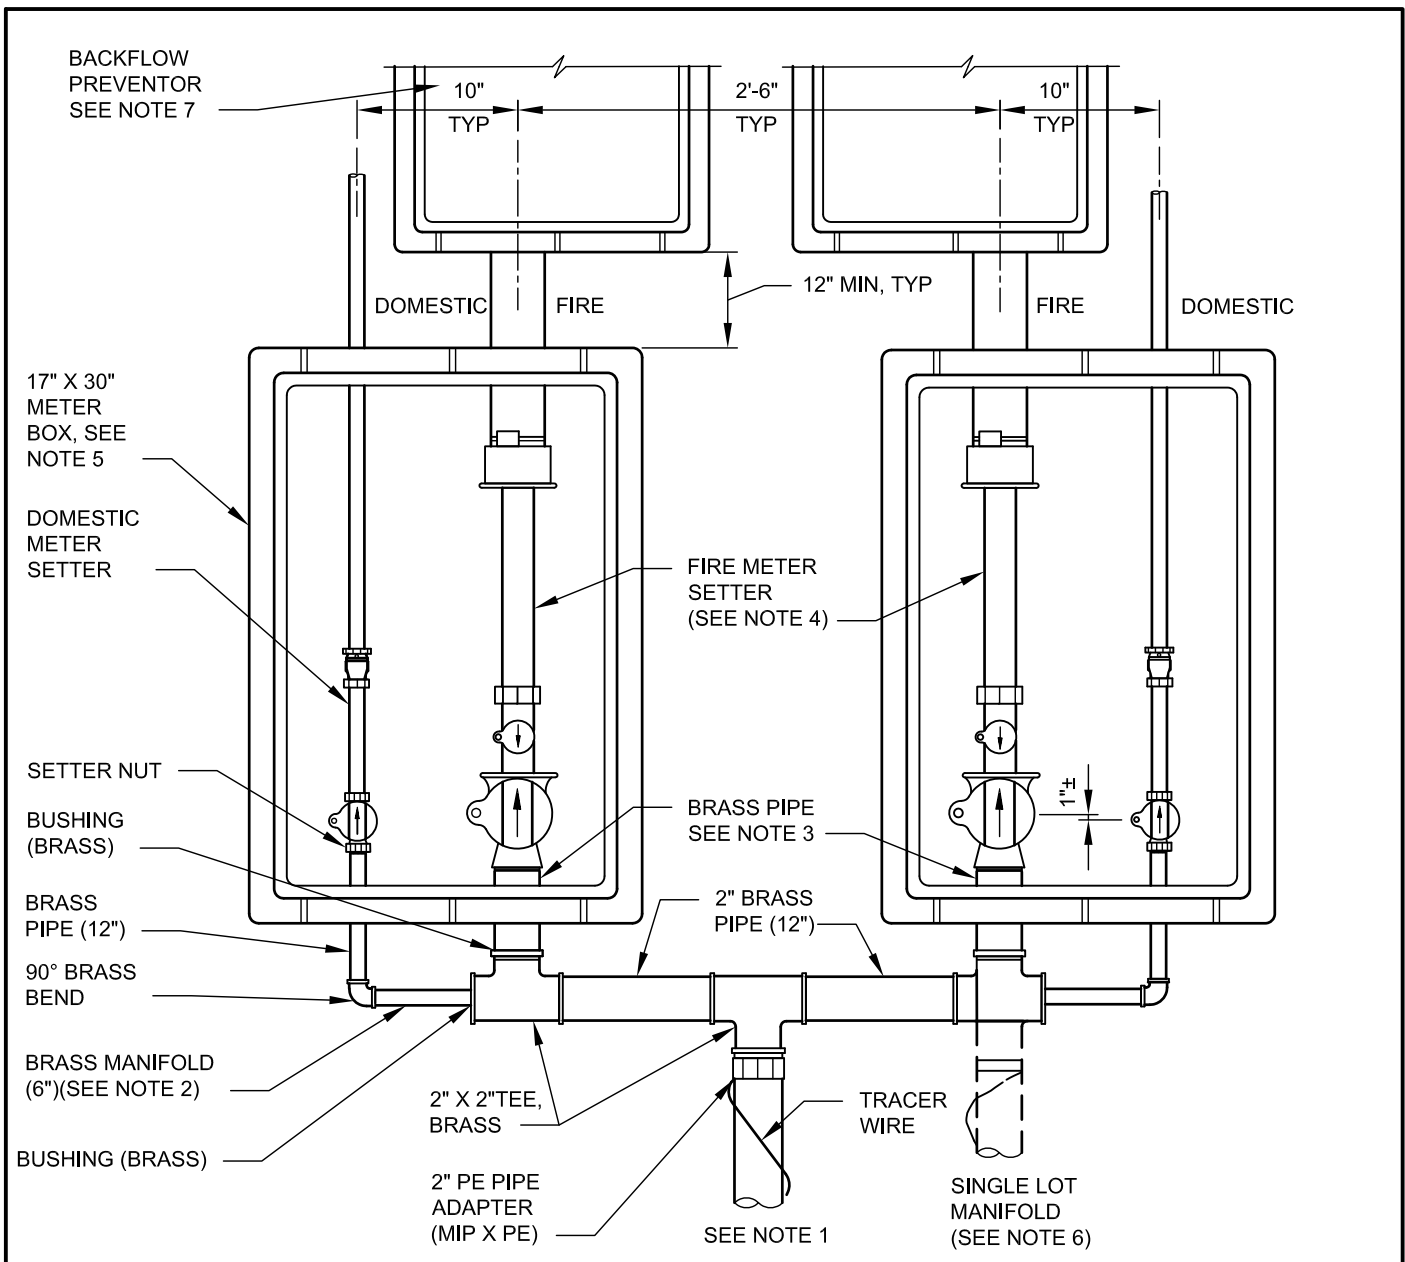 BACKFLOW
PREVENTOR
SEE NOTE 7
10"
TYP
2'-6"
TYP
10"
TYP
12" MIN, TYP
DOMESTIC
FIRE
FIRE
DOMESTIC
17" X 30"
METER
BOX, SEE
NOTE 5
DOMESTIC
METER
SETTER
FIRE METER
SETTER
(SEE NOTE 4)
SETTER NUT
BUSHING
(BRASS)
BRASS PIPE
SEE NOTE 3
1"±
BRASS
PIPE (12")
2" BRASS
PIPE (12")
90° BRASS
BEND
BRASS MANIFOLD
(6")(SEE NOTE 2)
2" X 2"TEE,
BRASS
TRACER
WIRE
BUSHING (BRASS)
2" PE PIPE
ADAPTER
(MIP X PE)
SEE NOTE 1
SINGLE LOT
MANIFOLD
(SEE NOTE 6)